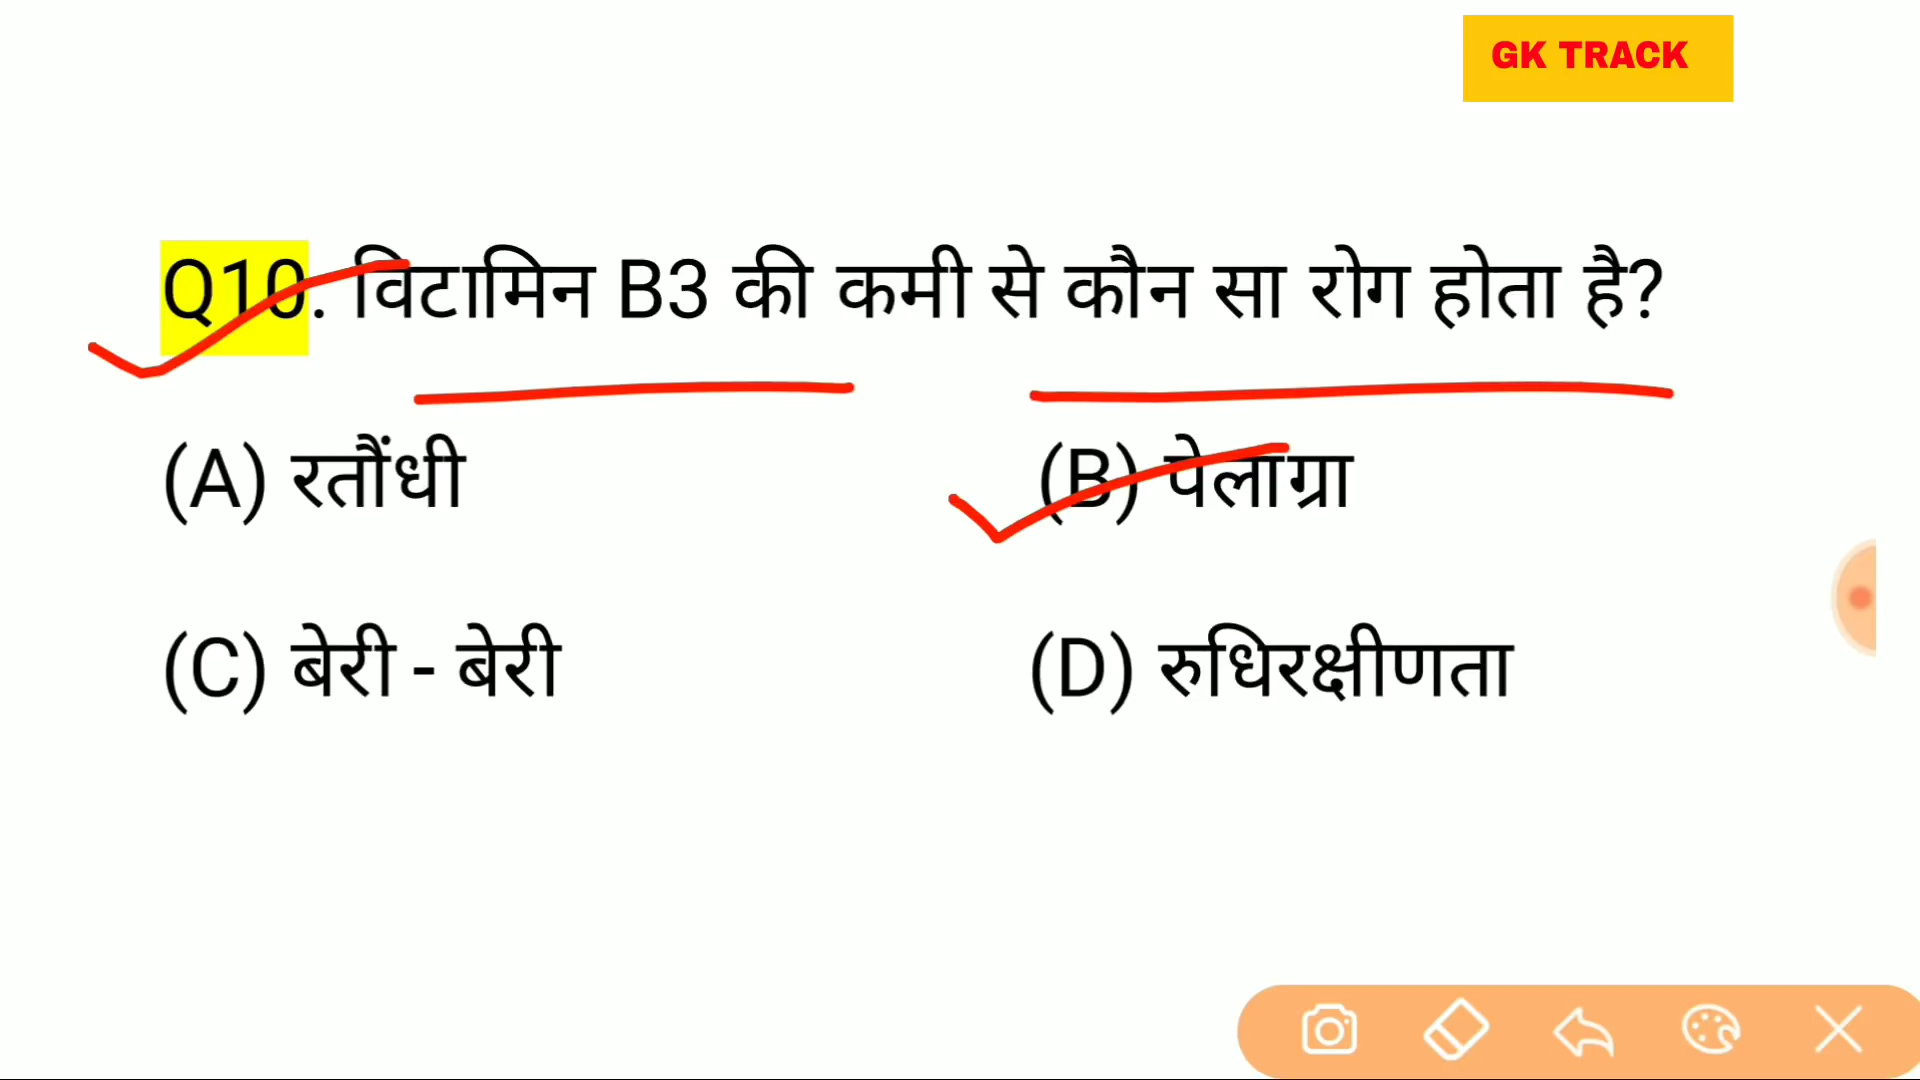 GK TRACK
Q10. विटामिन B3 की कमी से कौन सा रोग होता है?
(A) रतौंधी (B) पेलाग्रा
(C) बेरी - बेरी (D) रुधिरक्षीणता